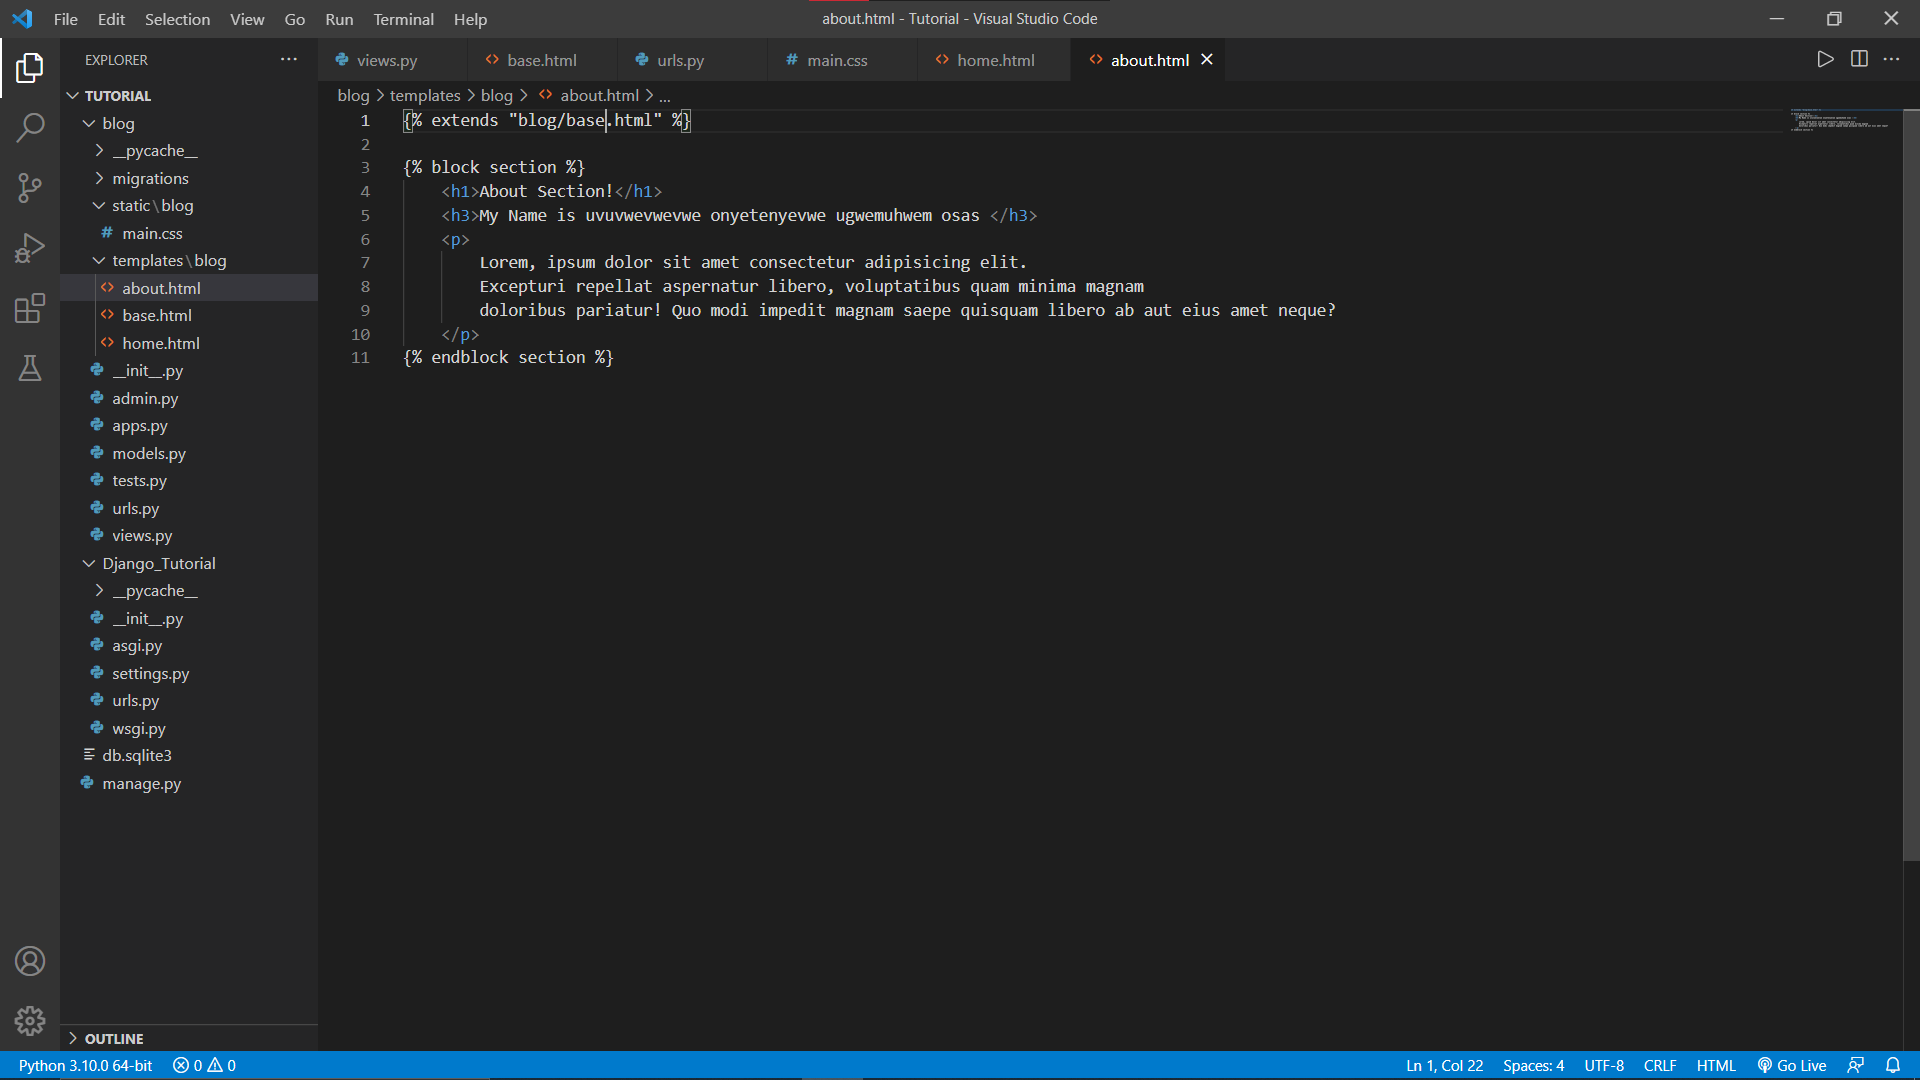 File Edit Selection View Go Run Terminal Help
about.html - Tutorial - Visual Studio Code
EXPLORER
views.py
base.html
urls.py
# main.css
home.html
about.html
TUTORIAL
blog
__pycache__
migrations
static\blog
# main.css
templates\blog
about.html
base.html
home.html
__init__.py
admin.py
apps.py
models.py
tests.py
urls.py
views.py
Django_Tutorial
__pycache__
__init__.py
asgi.py
settings.py
urls.py
wsgi.py
db.sqlite3
manage.py
OUTLINE
blog > templates > blog > about.html > ...
1 {% extends "blog/base.html" %}
2
3 {% block section %}
4 <h1>About Section!</h1>
5 <h3>My Name is uvuvwevwevwe onyetenyevwe ugwemuhwem osas </h3>
6 <p>
7 Lorem, ipsum dolor sit amet consectetur adipisicing elit.
8 Excepturi repellat aspernatur libero, voluptatibus quam minima magnam
9 doloribus pariatur! Quo modi impedit magnam saepe quisquam libero ab aut eius amet neque?
10 </p>
11 {% endblock section %}
Python 3.10.0 64-bit 0 0
Ln 1, Col 22 Spaces: 4 UTF-8 CRLF HTML Go Live